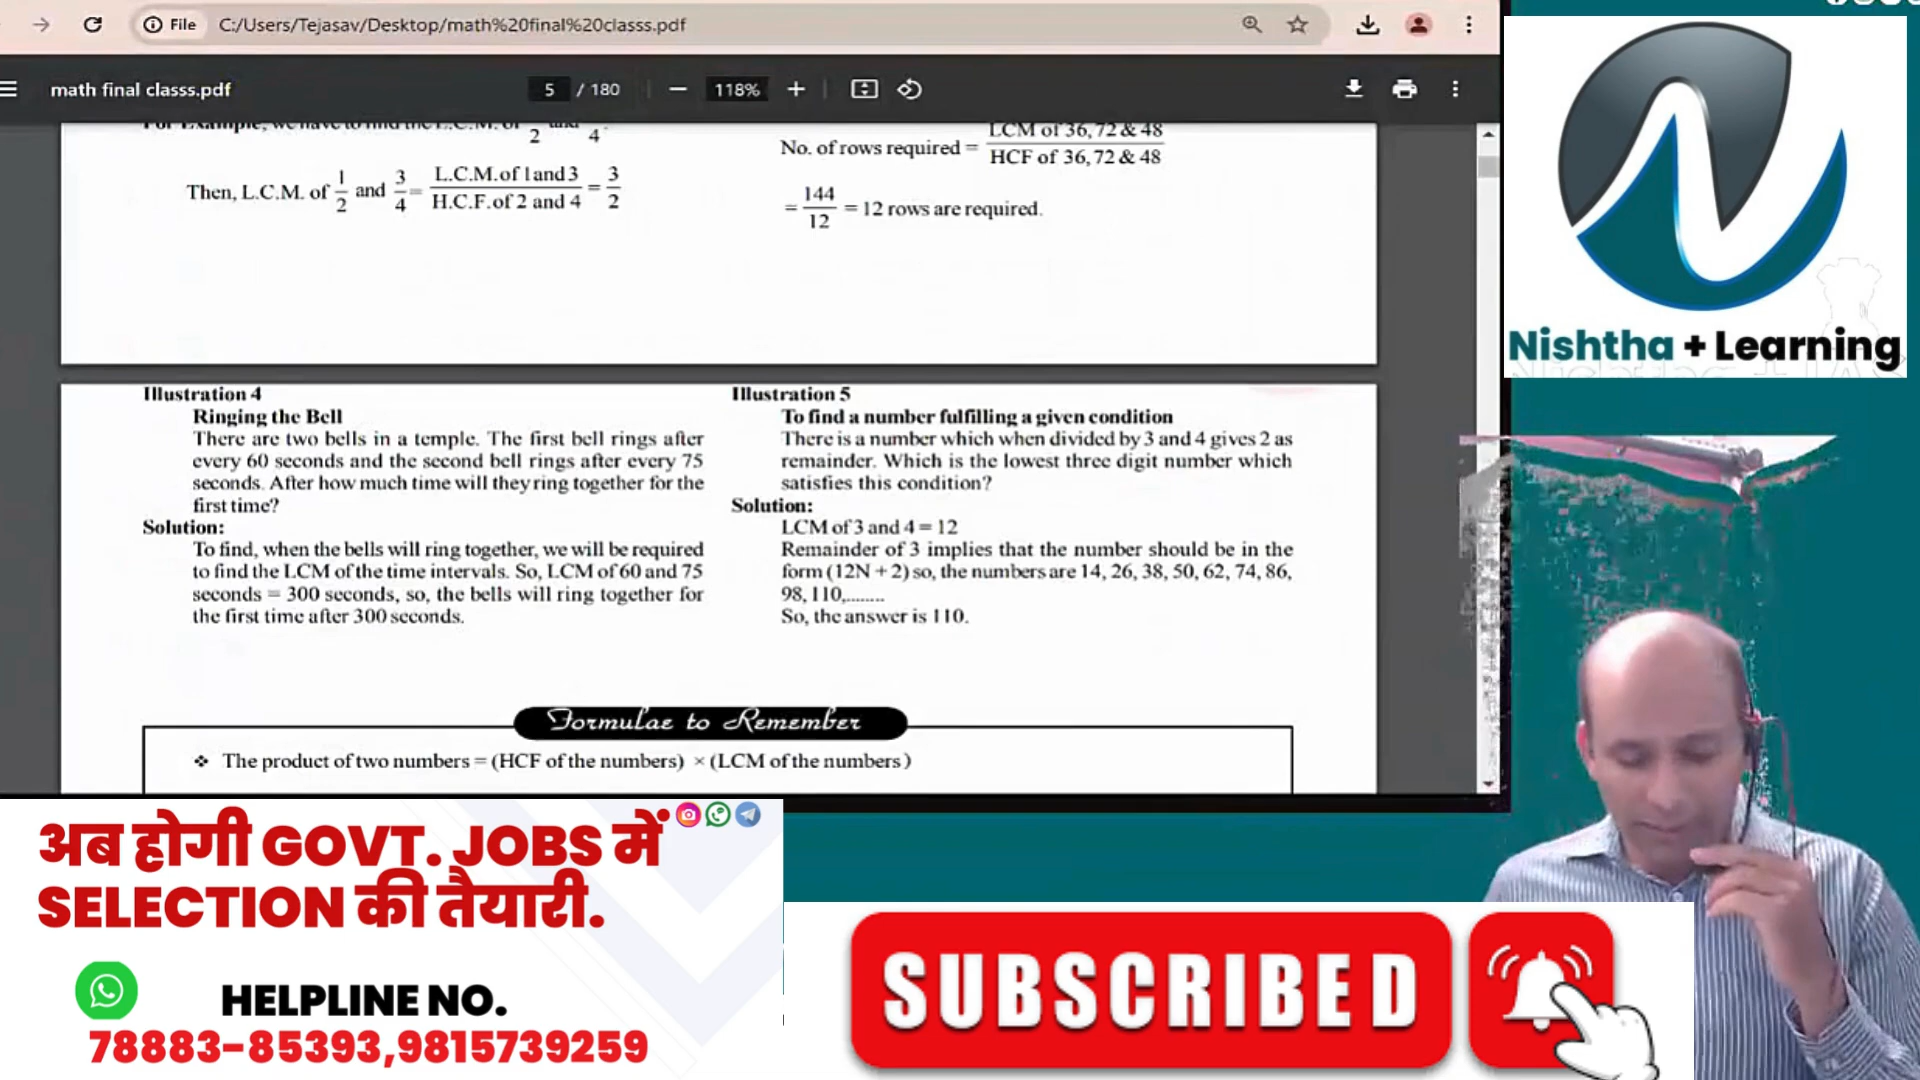 File C:/Users/Tejasav/Desktop/math%20final%20classs.pdf
math final classs.pdf 5 / 180 118%
For Example, we have to find the L.C.M. of 2 and 4.
Then, L.C.M. of 1/2 and 3/4 = L.C.M.of 1and 3 / H.C.F.of 2 and 4 = 3/2
No. of rows required = LCM of 36, 72 & 48 / HCF of 36, 72 & 48
= 144/12 = 12 rows are required.
Illustration 4
Ringing the Bell
There are two bells in a temple. The first bell rings after
every 60 seconds and the second bell rings after every 75
seconds. After how much time will they ring together for the
first time?
Solution:
To find, when the bells will ring together, we will be required
to find the LCM of the time intervals. So, LCM of 60 and 75
seconds = 300 seconds, so, the bells will ring together for
the first time after 300 seconds.
Illustration 5
To find a number fulfilling a given condition
There is a number which when divided by 3 and 4 gives 2 as
remainder. Which is the lowest three digit number which
satisfies this condition?
Solution:
LCM of 3 and 4 = 12
Remainder of 3 implies that the number should be in the
form (12N + 2) so, the numbers are 14, 26, 38, 50, 62, 74, 86,
98, 110,........
So, the answer is 110.
Formulae to Remember
❖ The product of two numbers = (HCF of the numbers) × (LCM of the numbers)
Nishtha + Learning
अब होगी GOVT. JOBS में
SELECTION की तैयारी.
HELPLINE NO.
78883-85393,9815739259
SUBSCRIBED